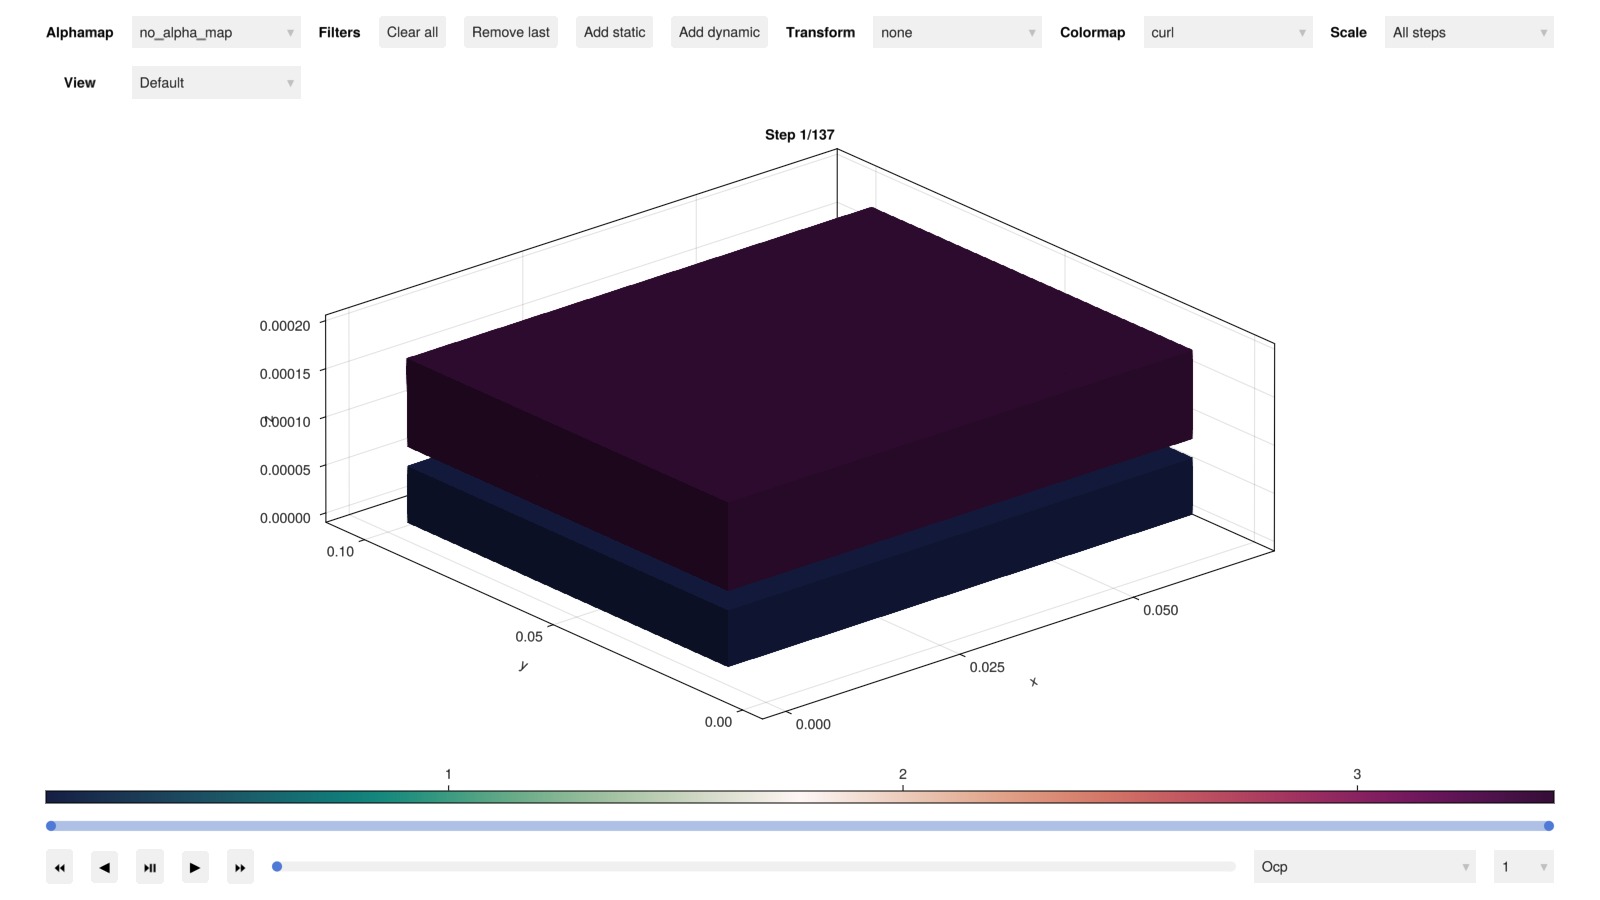 Alphamap no_alpha_map Filters Clear all Remove last Add static Add dynamic Transform none Colormap curl Scale All steps
View Default
Step 1/137
0.00020
0.00015
0.00010
z
0.00005
0.00000
0.10
0.05
y
0.00
0.000
0.025
x
0.050
1 2 3
Ocp 1